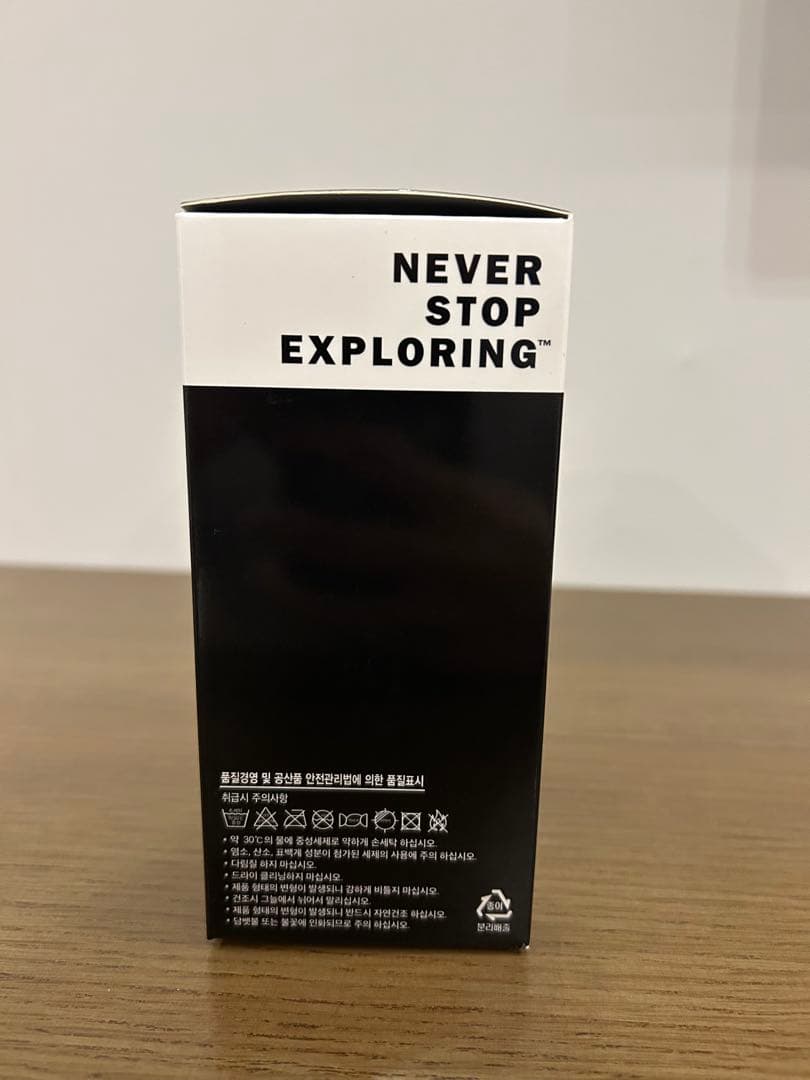 NEVER
STOP
EXPLORING™
품질경영 및 공산품 안전관리법에 의한 품질표시
취급시 주의사항
• 약 30℃의 물에 중성세제로 약하게 손세탁 하십시오.
• 염소, 산소, 표백게 성분이 첨가된 세제의 사용에 주의 하십시오.
• 다림질 하지 마십시오.
• 드라이 클리닝하지 마십시오.
• 제품 형태의 변형이 발생되니 강하게 비틀지 마십시오.
• 건조시 그늘에서 뉘어서 말리십시오.
• 제품 형태의 변형이 발생되니 반드시 자연건조 하십시오.
• 담뱃불 또는 불꽃에 인화되므로 주의 하십시오.
종이
분리배출